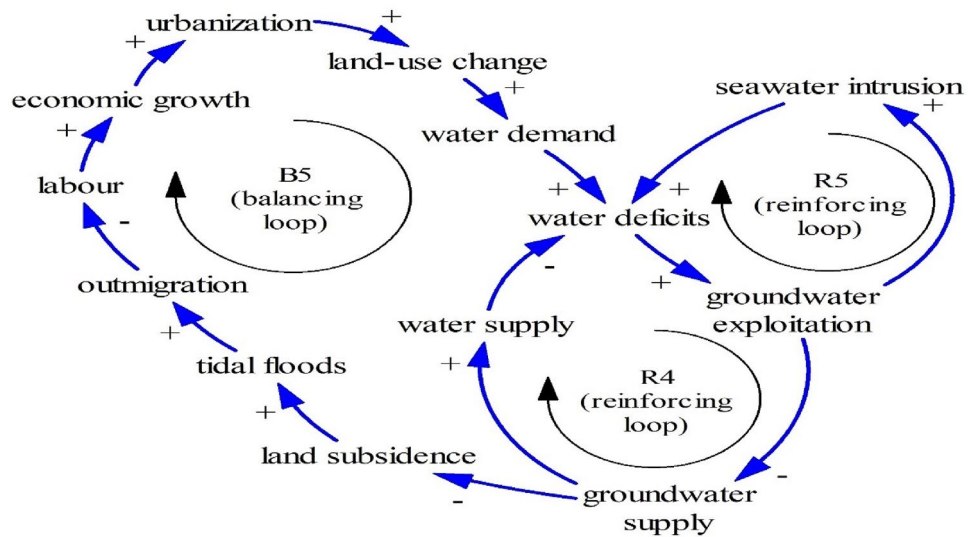 urbanization
+
+
land-use change
+
seawater intrusion
+
economic growth
+
water demand
+
+
labour
B5
(balancing
loop)
R5
(reinforcing
loop)
water deficits
-
-
+
outmigration
groundwater
exploitation
+
water supply
+
tidal floods
R4
(reinforcing
loop)
+
land subsidence
-
-
groundwater
supply